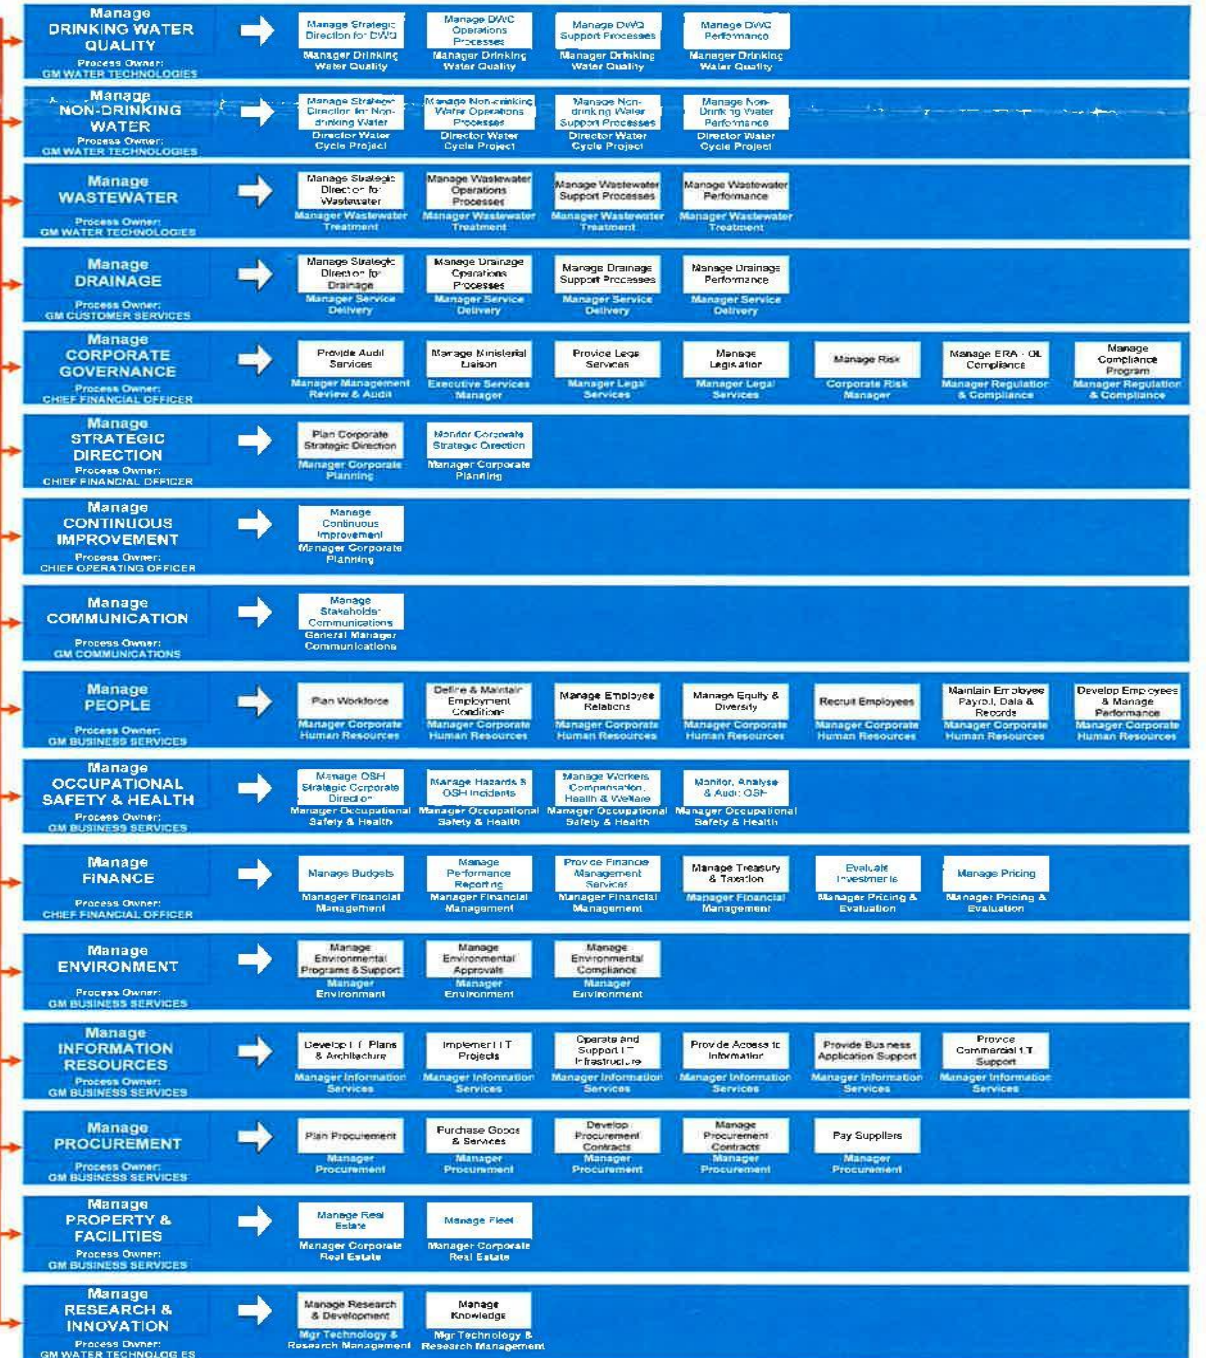 Manage
DRINKING WATER
QUALITY
Process Owner:
GM WATER TECHNOLOGIES
Manage Strategic
Direction for DWQ
Manager Drinking
Water Quality
Manage DWQ
Operations
Processes
Manager Drinking
Water Quality
Manage DWQ
Support Processes
Manager Drinking
Water Quality
Manage DWQ
Performance
Manager Drinking
Water Quality
Manage
NON-DRINKING
WATER
Process Owner:
GM WATER TECHNOLOGIES
Manage Strategic
Direction for Non-
drinking Water
Director Water
Cycle Project
Manage Non-drinking
Water Operations
Processes
Director Water
Cycle Project
Manage Non-
drinking Water
Support Processes
Director Water
Cycle Project
Manage Non-
Drinking Water
Performance
Director Water
Cycle Project
Manage
WASTEWATER
Process Owner:
GM WATER TECHNOLOGIES
Manage Strategic
Direction for
Wastewater
Manager Wastewater
Treatment
Manage Wastewater
Operations
Processes
Manager Wastewater
Treatment
Manage Wastewater
Support Processes
Manager Wastewater
Treatment
Manage Wastewater
Performance
Manager Wastewater
Treatment
Manage
DRAINAGE
Process Owner:
GM CUSTOMER SERVICES
Manage Strategic
Direction for
Drainage
Manager Service
Delivery
Manage Drainage
Operations
Processes
Manager Service
Delivery
Manage Drainage
Support Processes
Manager Service
Delivery
Manage Drainage
Performance
Manager Service
Delivery
Manage
CORPORATE
GOVERNANCE
Process Owner:
CHIEF FINANCIAL OFFICER
Provide Audit
Services
Manager Management
Review & Audit
Manage Ministerial
Liaison
Executive Services
Manager
Provide Legal
Services
Manager Legal
Services
Manage
Legislation
Manager Legal
Services
Manage Risk
Corporate Risk
Manager
Manage ERA - OL
Compliance
Manager Regulation
& Compliance
Manage
Compliance
Program
Manager Regulation
& Compliance
Manage
STRATEGIC
DIRECTION
Process Owner:
CHIEF FINANCIAL OFFICER
Plan Corporate
Strategic Direction
Manager Corporate
Planning
Monitor Corporate
Strategic Direction
Manager Corporate
Planning
Manage
CONTINUOUS
IMPROVEMENT
Process Owner:
CHIEF OPERATING OFFICER
Manage
Continuous
Improvement
Manager Corporate
Planning
Manage
COMMUNICATION
Process Owner:
GM COMMUNICATIONS
Manage
Stakeholder
Communications
General Manager
Communications
Manage
PEOPLE
Process Owner:
GM BUSINESS SERVICES
Plan Workforce
Manager Corporate
Human Resources
Define & Maintain
Employment
Conditions
Manager Corporate
Human Resources
Manage Employee
Relations
Manager Corporate
Human Resources
Manage Equity &
Diversity
Manager Corporate
Human Resources
Recruit Employees
Manager Corporate
Human Resources
Maintain Employee
Payroll, Data &
Records
Manager Corporate
Human Resources
Develop Employees
& Manage
Performance
Manager Corporate
Human Resources
Manage
OCCUPATIONAL
SAFETY & HEALTH
Process Owner:
GM BUSINESS SERVICES
Manage OSH
Strategic Corporate
Direction
Manager Occupational
Safety & Health
Manage Hazards &
OSH Incidents
Manager Occupational
Safety & Health
Manage Workers
Compensation,
Health & Welfare
Manager Occupational
Safety & Health
Monitor, Analyse
& Audit OSH
Manager Occupational
Safety & Health
Manage
FINANCE
Process Owner:
CHIEF FINANCIAL OFFICER
Manage Budgets
Manager Financial
Management
Manage
Performance
Reporting
Manager Financial
Management
Provide Finance
Management
Services
Manager Financial
Management
Manage Treasury
& Taxation
Manager Financial
Management
Evaluate
Investments
Manager Pricing &
Evaluation
Manage Pricing
Manager Pricing &
Evaluation
Manage
ENVIRONMENT
Process Owner:
GM BUSINESS SERVICES
Manage
Environmental
Programs & Support
Manager
Environment
Manage
Environmental
Approvals
Manager
Environment
Manage
Environmental
Compliance
Manager
Environment
Manage
INFORMATION
RESOURCES
Process Owner:
GM BUSINESS SERVICES
Develop I.T. Plans
& Architecture
Manager Information
Services
Implement I.T
Projects
Manager Information
Services
Operate and
Support I.T
Infrastructure
Manager Information
Services
Provide Access to
Information
Manager Information
Services
Provide Business
Application Support
Manager Information
Services
Provide
Commercial I.T
Support
Manager Information
Services
Manage
PROCUREMENT
Process Owner:
GM BUSINESS SERVICES
Plan Procurement
Manager
Procurement
Purchase Goods
& Services
Manager
Procurement
Develop
Procurement
Contracts
Manager
Procurement
Manage
Procurement
Contracts
Manager
Procurement
Pay Suppliers
Manager
Procurement
Manage
PROPERTY &
FACILITIES
Process Owner:
GM BUSINESS SERVICES
Manage Real
Estate
Manager Corporate
Real Estate
Manage Fleet
Manager Corporate
Real Estate
Manage
RESEARCH &
INNOVATION
Process Owner:
GM WATER TECHNOLOGIES
Manage Research
& Development
Mgr Technology &
Research Management
Manage
Knowledge
Mgr Technology &
Research Management